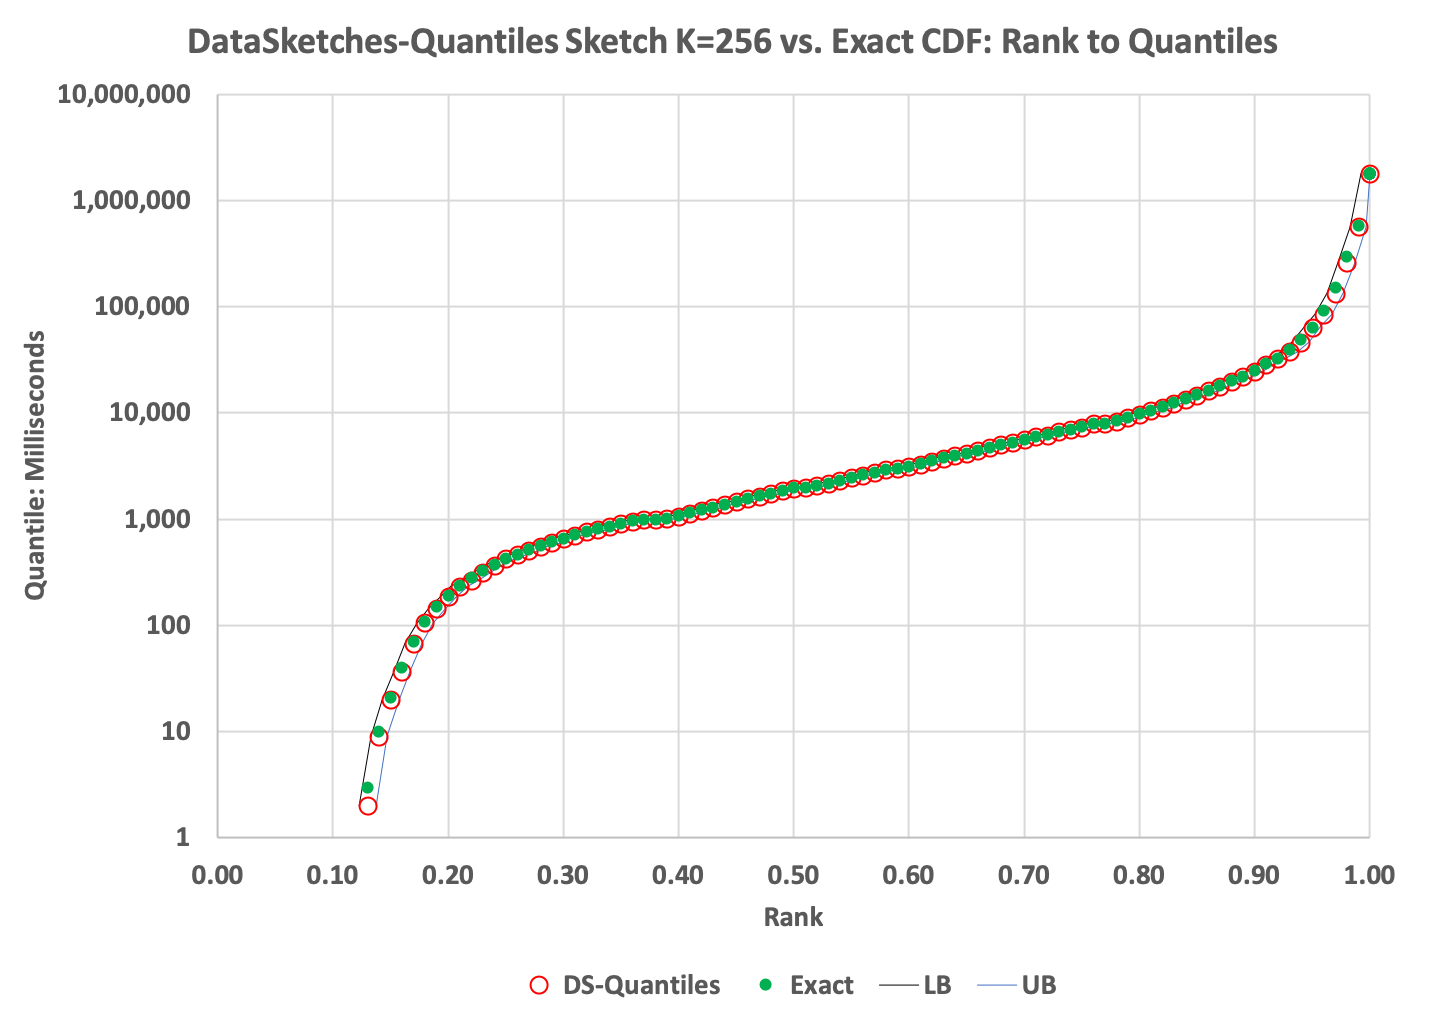 DataSketches-Quantiles Sketch K=256 vs. Exact CDF: Rank to Quantiles
10,000,000
1,000,000
100,000
10,000
1,000
100
10
1
Quantile: Milliseconds
0.00 0.10 0.20 0.30 0.40 0.50 0.60 0.70 0.80 0.90 1.00
Rank
DS-Quantiles Exact LB UB